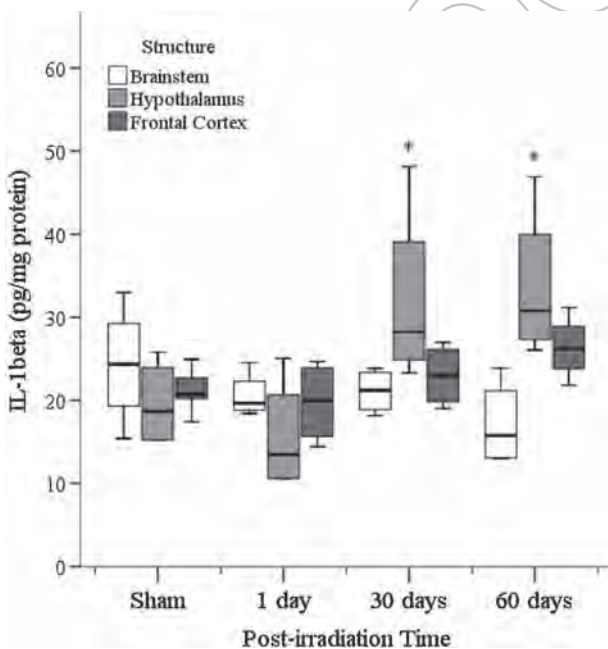 Structure
Brainstem
Hypothalamus
Frontal Cortex
IL-1beta (pg/mg protein)
60
50
40
30
20
10
0
*
*
Sham 1 day 30 days 60 days
Post-irradiation Time